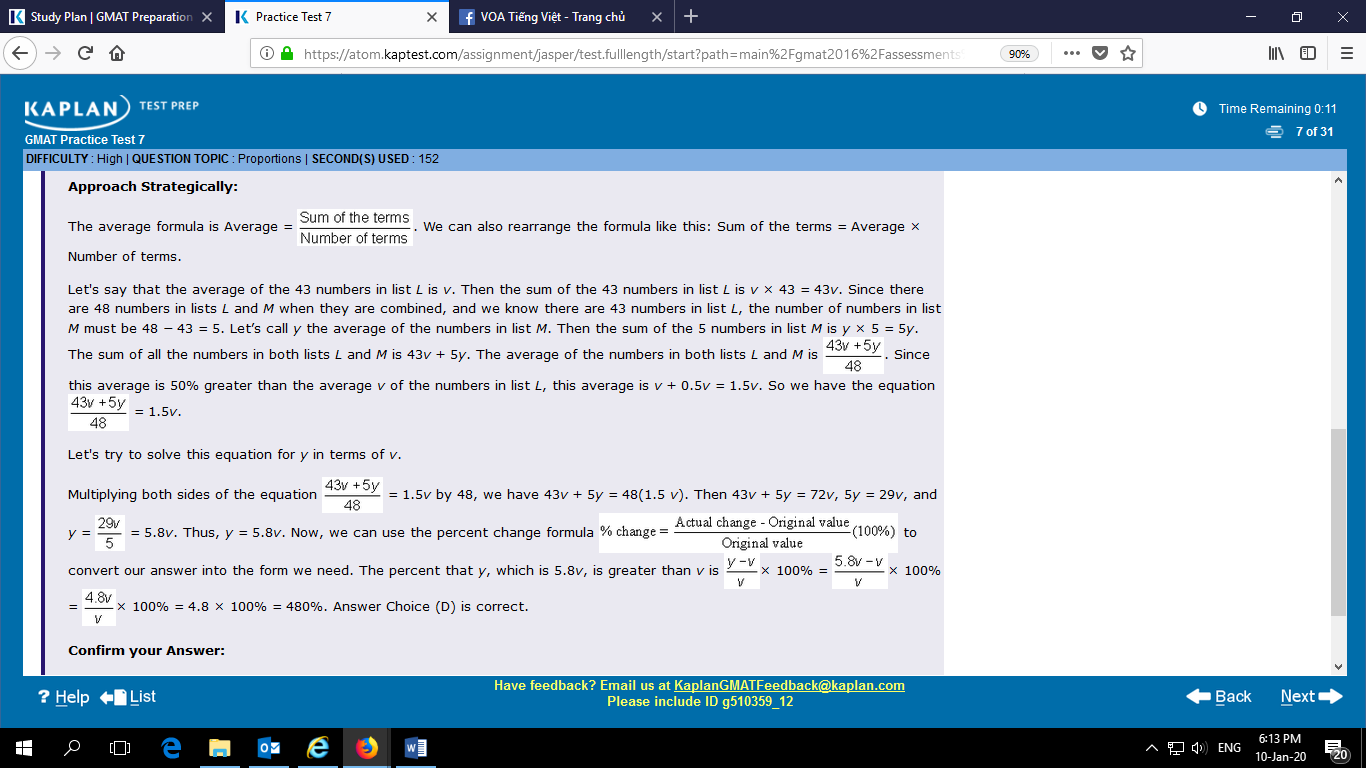 Study Plan | GMAT Preparation
Practice Test 7
VOA Tiếng Việt - Trang chủ
https://atom.kaptest.com/assignment/jasper/test.fulllength/start?path=main%2Fgmat2016%2Fassessments
90%
KAPLAN TEST PREP
GMAT Practice Test 7
Time Remaining 0:11
7 of 31
DIFFICULTY : High | QUESTION TOPIC : Proportions | SECOND(S) USED : 152
Approach Strategically:
The average formula is Average = Sum of the terms / Number of terms. We can also rearrange the formula like this: Sum of the terms = Average ×
Number of terms.
Let's say that the average of the 43 numbers in list L is v. Then the sum of the 43 numbers in list L is v × 43 = 43v. Since there
are 48 numbers in lists L and M when they are combined, and we know there are 43 numbers in list L, the number of numbers in list
M must be 48 − 43 = 5. Let’s call y the average of the numbers in list M. Then the sum of the 5 numbers in list M is y × 5 = 5y.
The sum of all the numbers in both lists L and M is 43v + 5y. The average of the numbers in both lists L and M is 43v + 5y / 48. Since
this average is 50% greater than the average v of the numbers in list L, this average is v + 0.5v = 1.5v. So we have the equation
43v + 5y / 48 = 1.5v.
Let's try to solve this equation for y in terms of v.
Multiplying both sides of the equation 43v + 5y / 48 = 1.5v by 48, we have 43v + 5y = 48(1.5 v). Then 43v + 5y = 72v, 5y = 29v, and
y = 29v / 5 = 5.8v. Thus, y = 5.8v. Now, we can use the percent change formula % change = Actual change - Original value / Original value (100%) to
convert our answer into the form we need. The percent that y, which is 5.8v, is greater than v is y − v / v × 100% = 5.8v − v / v × 100%
= 4.8v / v × 100% = 4.8 × 100% = 480%. Answer Choice (D) is correct.
Confirm your Answer:
? Help
List
Have feedback? Email us at KaplanGMATFeedback@kaplan.com
Please include ID g510359_12
Back
Next
ENG
6:13 PM
10-Jan-20
20